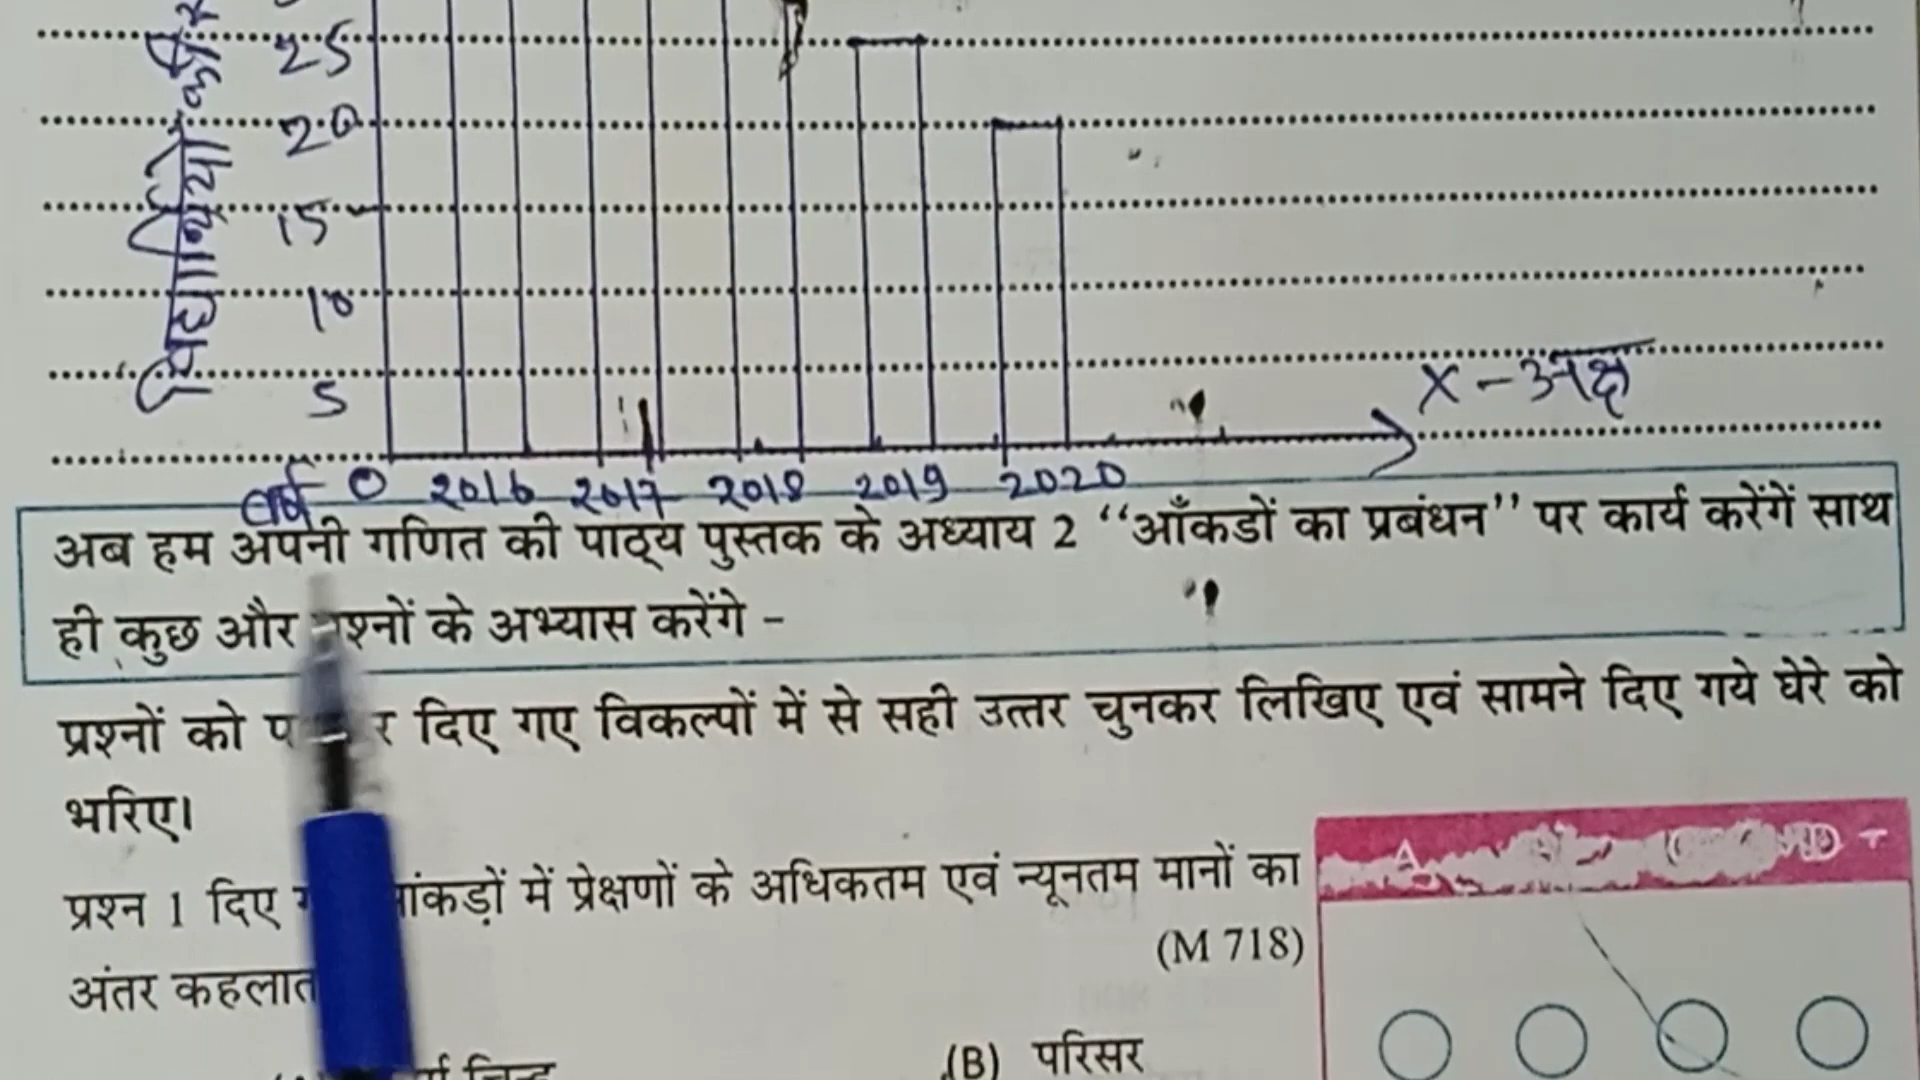 25
20
15
10
5
X-अक्ष
वर्ष 0 2016 2017 2018 2019 2020
अब हम अपनी गणित की पाठ्य पुस्तक के अध्याय 2 “आँकडों का प्रबंधन” पर कार्य करेंगें साथ
ही कुछ और के अभ्यास करेंगे -
प्रश्नों को दिए गए विकल्पों में से सही उत्तर चुनकर लिखिए एवं सामने दिए गये घेरे को
भरिए।
प्रश्न 1 दिए में प्रेक्षणों के अधिकतम एवं न्यूनतम मानों का
(M 718)
अंतर
A D
(B) परिसर